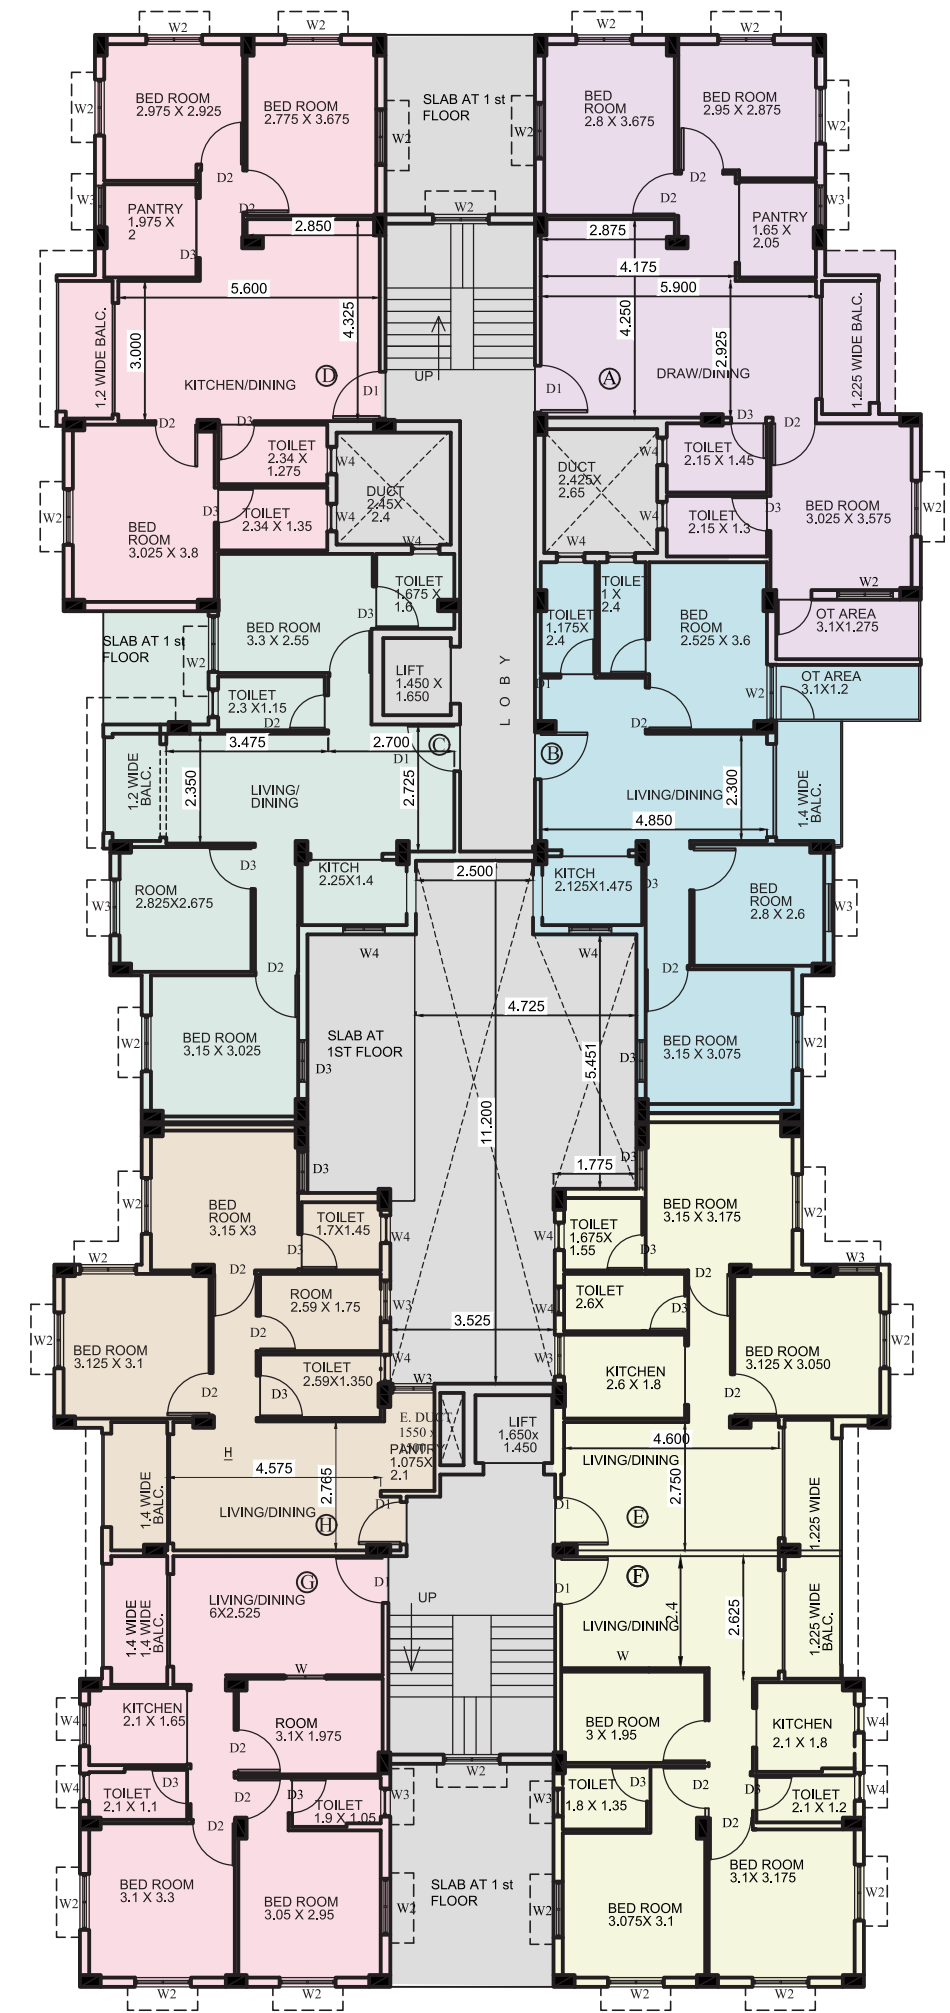 W2
W2
W2
W2
BED ROOM
2.975 X 2.925
BED ROOM
2.775 X 3.675
SLAB AT 1 st
FLOOR
BED
ROOM
2.8 X 3.675
BED ROOM
2.95 X 2.875
W2
W2
W2
W2
D2
D2
D2
D2
W3
PANTRY
1.975 X
2
D3
2.850
W2
2.875
PANTRY
1.65 X
2.05
W3
4.175
5.600
5.900
4.325
4.250
3.000
2.925
1.2 WIDE BALC.
1.225 WIDE BALC.
KITCHEN/DINING
D
D1
UP
D1
A
DRAW/DINING
D2
D3
D3
D2
TOILET
2.34 X
1.275
W4
DUCT
2.45X
2.4
DUCT
2.425X
2.65
W4
TOILET
2.15 X 1.45
W2
BED
ROOM
3.025 X 3.8
D3
TOILET
2.34 X 1.35
W4
W4
W4
TOILET
2.15 X 1.3
D3
BED ROOM
3.025 X 3.575
W2
W4
W4
W2
BED ROOM
3.3 X 2.55
D3
TOILET
1.675 X
1.6
TOILET
1.175X
2.4
TOILET
1 X
2.4
BED
ROOM
2.525 X 3.6
OT AREA
3.1X1.275
SLAB AT 1 st
FLOOR
W2
LIFT
1.450 X
1.650
LOBY
D1
W2
OT AREA
3.1X1.2
TOILET
2.3 X1.15
D2
D2
3.475
2.700
C
D1
B
1.2 WIDE
BALC.
2.350
LIVING/
DINING
2.725
LIVING/DINING
2.300
1.4 WIDE
BALC.
4.850
D3
KITCH
2.25X1.4
2.500
KITCH
2.125X1.475
D3
D2
W3
ROOM
2.825X2.675
BED
ROOM
2.8 X 2.6
W3
D2
W4
W4
D2
4.725
W2
BED ROOM
3.15 X 3.025
SLAB AT
1ST FLOOR
D3
5.451
D3
BED ROOM
3.15 X 3.075
W2
11.200
D3
1.775
D3
W2
BED
ROOM
3.15 X3
TOILET
1.7X1.45
D3
W4
W4
TOILET
1.675X
1.55
D3
BED ROOM
3.15 X 3.175
W2
W2
W3
D2
D2
ROOM
2.59 X 1.75
W3
W4
TOILET
2.6X
D3
W2
BED ROOM
3.125 X 3.1
D2
3.525
BED ROOM
3.125 X 3.050
W2
TOILET
2.59X1.350
W4
W3
W3
KITCHEN
2.6 X 1.8
D2
D3
D2
E. DUCT
1550 x
PANTRY
1.075X
2.1
LIFT
1.650x
1.450
4.600
H
4.575
2.765
LIVING/DINING
2.750
1.4 WIDE
BALC.
LIVING/DINING
H
D1
D1
E
1.225 WIDE
G
D1
D1
F
LIVING/DINING
6X2.525
UP
LIVING/DINING
2.4
2.625
1.4 WIDE
1.4 WIDE
BALC.
1.225 WIDE
BALC.
W
W
W4
KITCHEN
2.1 X 1.65
ROOM
3.1X 1.975
D2
BED ROOM
3 X 1.95
D2
KITCHEN
2.1 X 1.8
W4
W2
W4
TOILET
2.1 X 1.1
D3
D2
D3
TOILET
1.9 X 1.05
W3
W3
TOILET
1.8 X 1.35
D3
D2
D3
TOILET
2.1 X 1.2
W4
D2
D2
W2
BED ROOM
3.1 X 3.3
BED ROOM
3.05 X 2.95
W2
SLAB AT 1 st
FLOOR
W2
BED ROOM
3.075X 3.1
BED ROOM
3.1X 3.175
W2
W2
W2
W2
W2